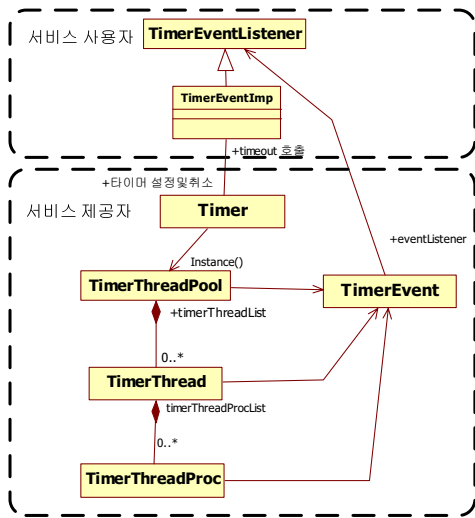 서비스 사용자
TimerEventListener
TimerEventImp
+timeout 호출
+타이머 설정및취소
서비스 제공자
Timer
+eventListener
Instance()
TimerThreadPool
TimerEvent
+timerThreadList
0..*
TimerThread
timerThreadProcList
0..*
TimerThreadProc